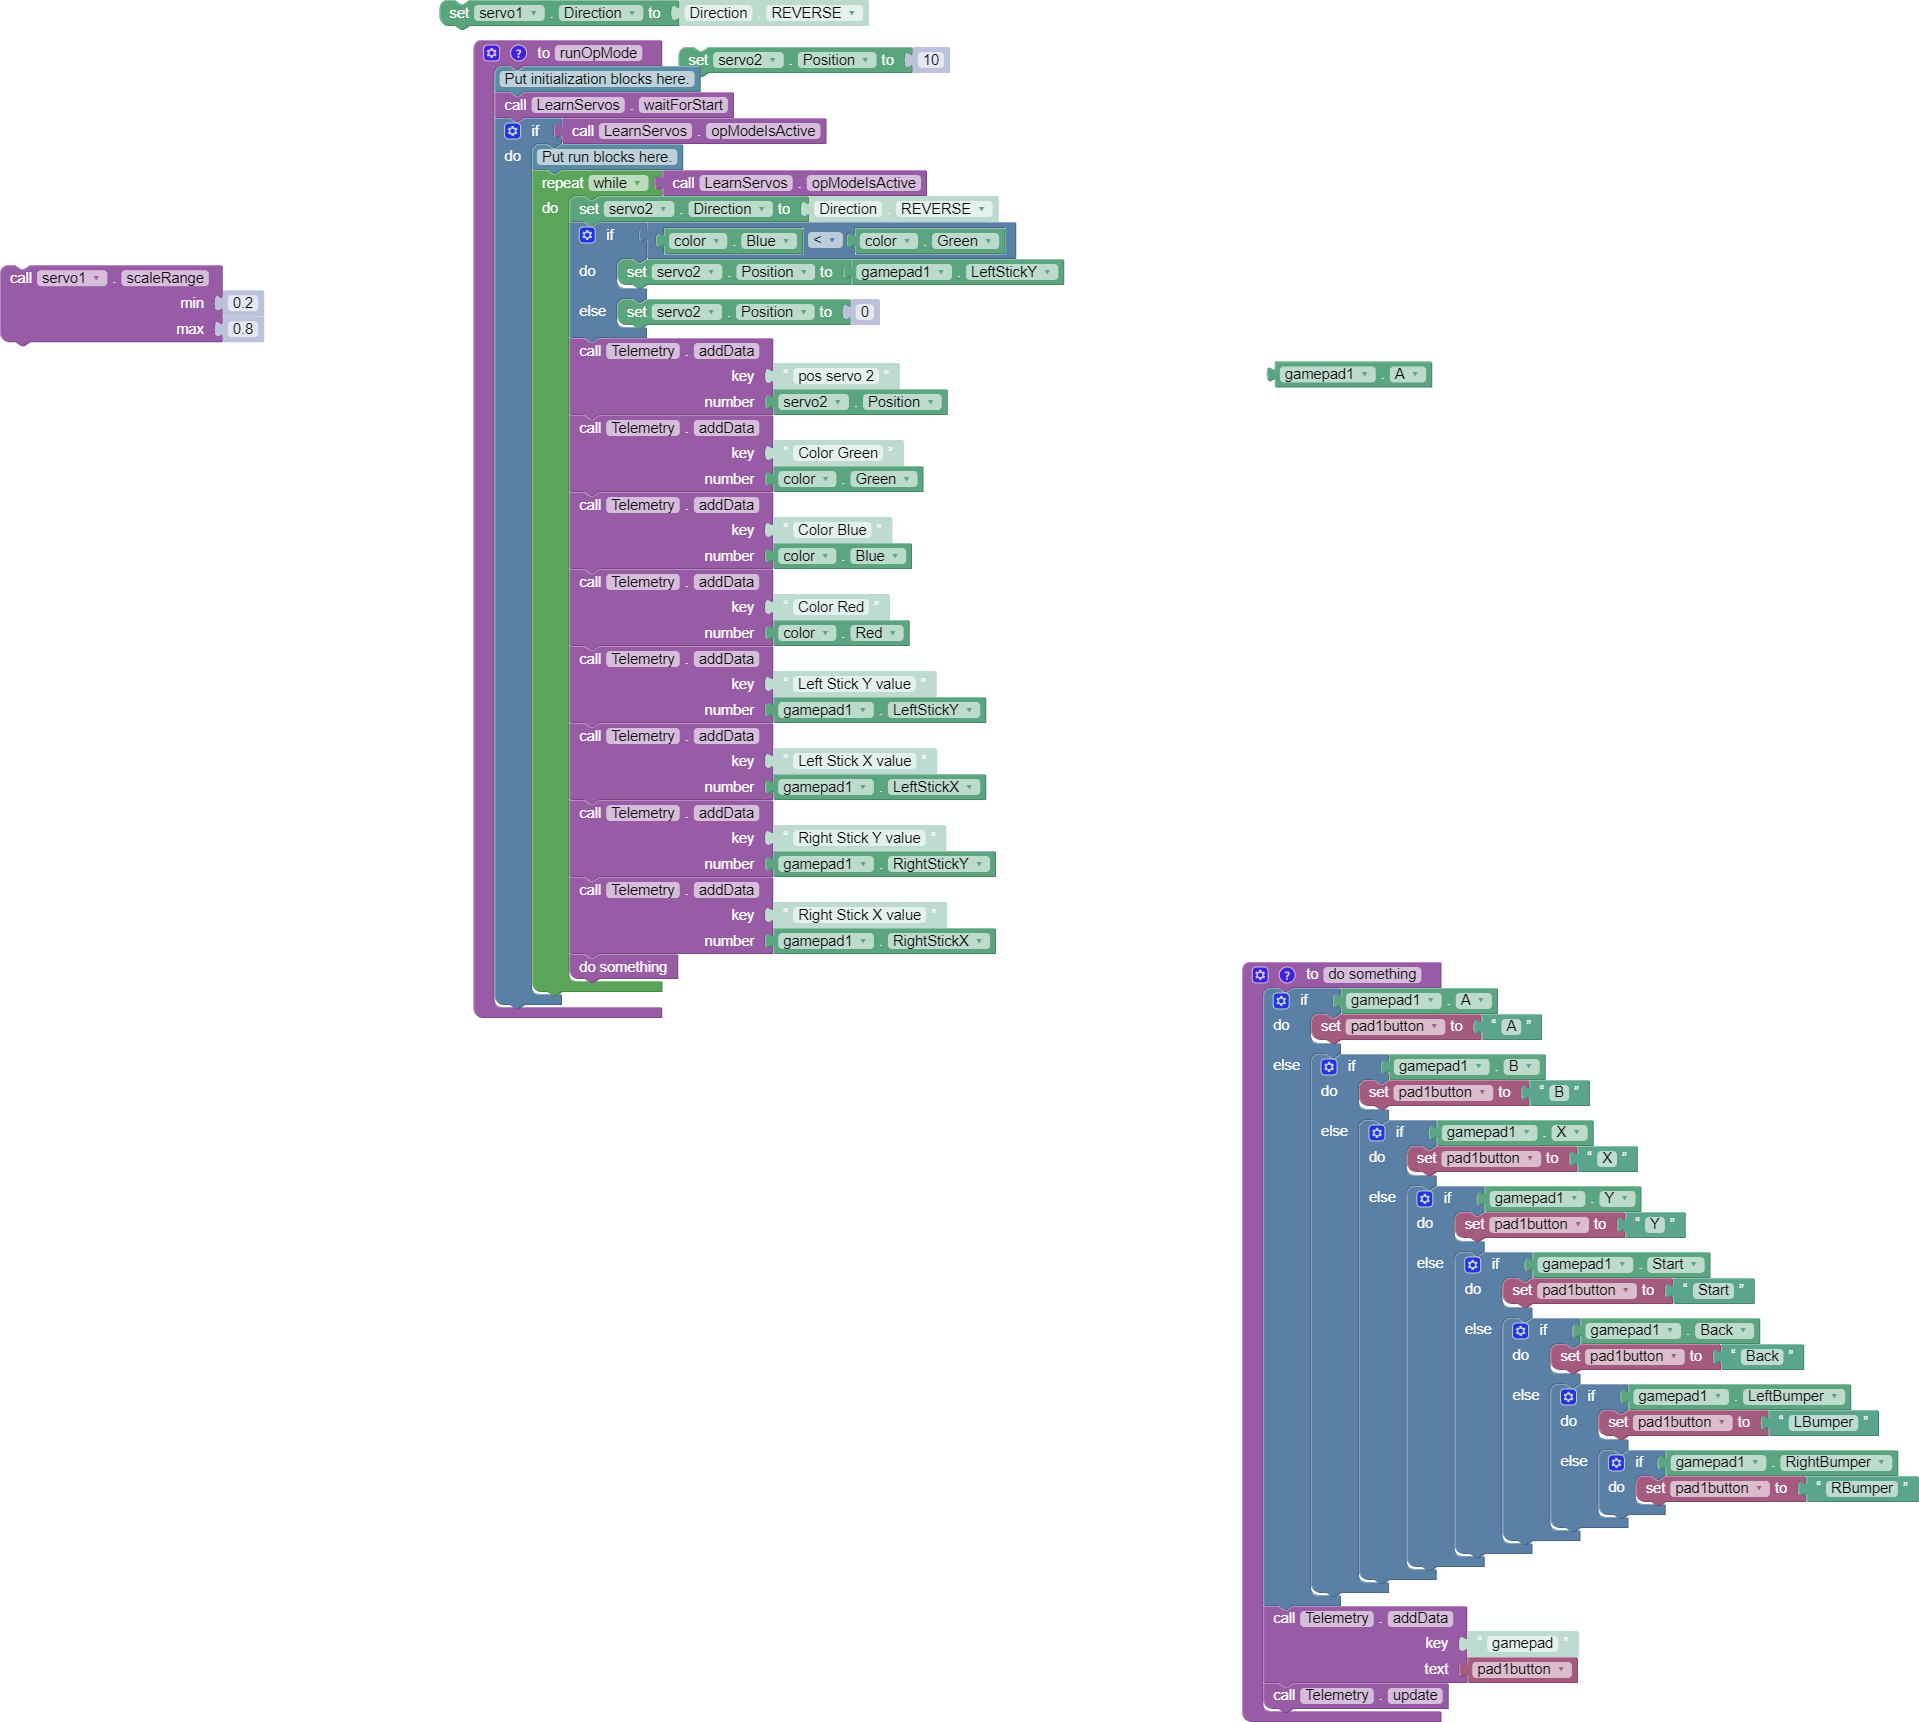 set servo1 . Direction to Direction . REVERSE
to runOpMode
set servo2 . Position to 10
Put initialization blocks here.
call LearnServos . waitForStart
if call LearnServos . opModeIsActive
do Put run blocks here.
repeat while call LearnServos . opModeIsActive
do set servo2 . Direction to Direction . REVERSE
if color . Blue < color . Green
do set servo2 . Position to gamepad1 . LeftStickY
else set servo2 . Position to 0
call Telemetry . addData
key “ pos servo 2 ”
number servo2 . Position
call Telemetry . addData
key “ Color Green ”
number color . Green
call Telemetry . addData
key “ Color Blue ”
number color . Blue
call Telemetry . addData
key “ Color Red ”
number color . Red
call Telemetry . addData
key “ Left Stick Y value ”
number gamepad1 . LeftStickY
call Telemetry . addData
key “ Left Stick X value ”
number gamepad1 . LeftStickX
call Telemetry . addData
key “ Right Stick Y value ”
number gamepad1 . RightStickY
call Telemetry . addData
key “ Right Stick X value ”
number gamepad1 . RightStickX
do something
call servo1 . scaleRange
min 0.2
max 0.8
gamepad1 . A
? to do something
if gamepad1 . A
do set pad1button to “ A ”
else if gamepad1 . B
do set pad1button to “ B ”
else if gamepad1 . X
do set pad1button to “ X ”
else if gamepad1 . Y
do set pad1button to “ Y ”
else if gamepad1 . Start
do set pad1button to “ Start ”
else if gamepad1 . Back
do set pad1button to “ Back ”
else if gamepad1 . LeftBumper
do set pad1button to “ LBumper ”
else if gamepad1 . RightBumper
do set pad1button to “ RBumper ”
call Telemetry . addData
key “ gamepad ”
text pad1button
call Telemetry . update